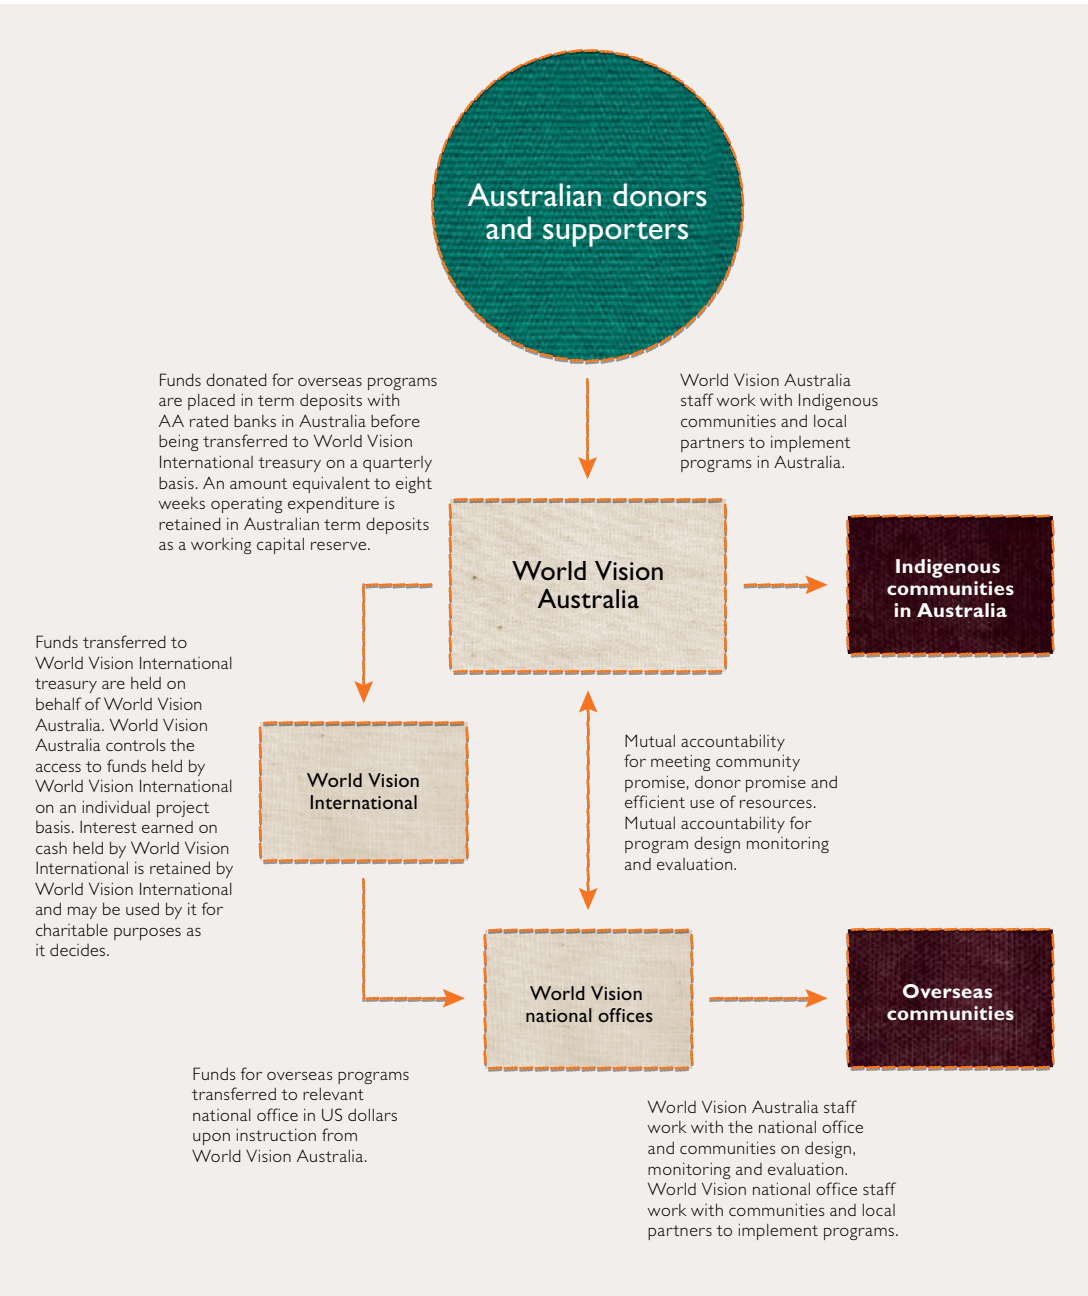 Australian donors
and supporters
Funds donated for overseas programs
are placed in term deposits with
AA rated banks in Australia before
being transferred to World Vision
International treasury on a quarterly
basis. An amount equivalent to eight
weeks operating expenditure is
retained in Australian term deposits
as a working capital reserve.
World Vision Australia
staff work with Indigenous
communities and local
partners to implement
programs in Australia.
World Vision
Australia
Indigenous
communities
in Australia
Funds transferred to
World Vision International
treasury are held on
behalf of World Vision
Australia. World Vision
Australia controls the
access to funds held by
World Vision International
on an individual project
basis. Interest earned on
cash held by World Vision
International is retained by
World Vision International
and may be used by it for
charitable purposes as
it decides.
World Vision
International
Mutual accountability
for meeting community
promise, donor promise and
efficient use of resources.
Mutual accountability for
program design monitoring
and evaluation.
World Vision
national offices
Overseas
communities
Funds for overseas programs
transferred to relevant
national office in US dollars
upon instruction from
World Vision Australia.
World Vision Australia staff
work with the national office
and communities on design,
monitoring and evaluation.
World Vision national office staff
work with communities and local
partners to implement programs.